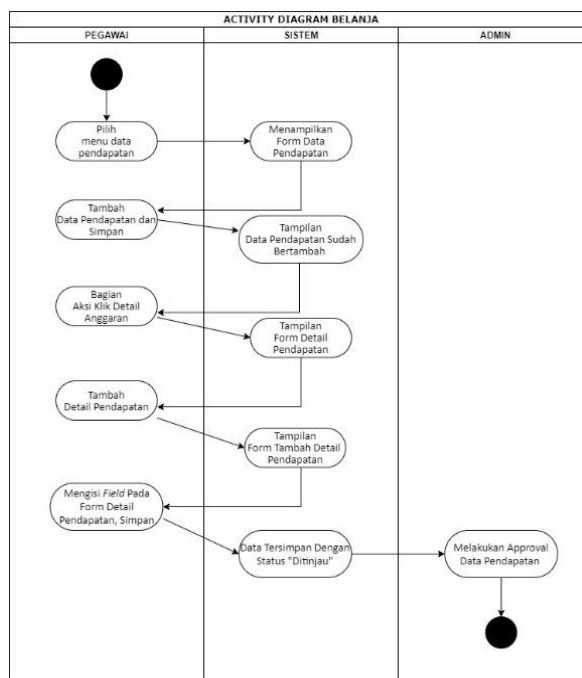 ACTIVITY DIAGRAM BELANJA
PEGAWAI
SISTEM
ADMIN
Pilih
menu data
pendapatan
Menampilkan
Form Data
Pendapatan
Tambah
Data Pendapatan dan
Simpan
Tampilan
Data Pendapatan Sudah
Bertambah
Bagian
Aksi Klik Detail
Anggaran
Tampilan
Form Detail
Pendapatan
Tambah
Detail Pendapatan
Tampilan
Form Tambah Detail
Pendapatan
Mengisi Field Pada
Form Detail
Pendapatan, Simpan
Data Tersimpan Dengan
Status "Ditinjau"
Melakukan Approval
Data Pendapatan